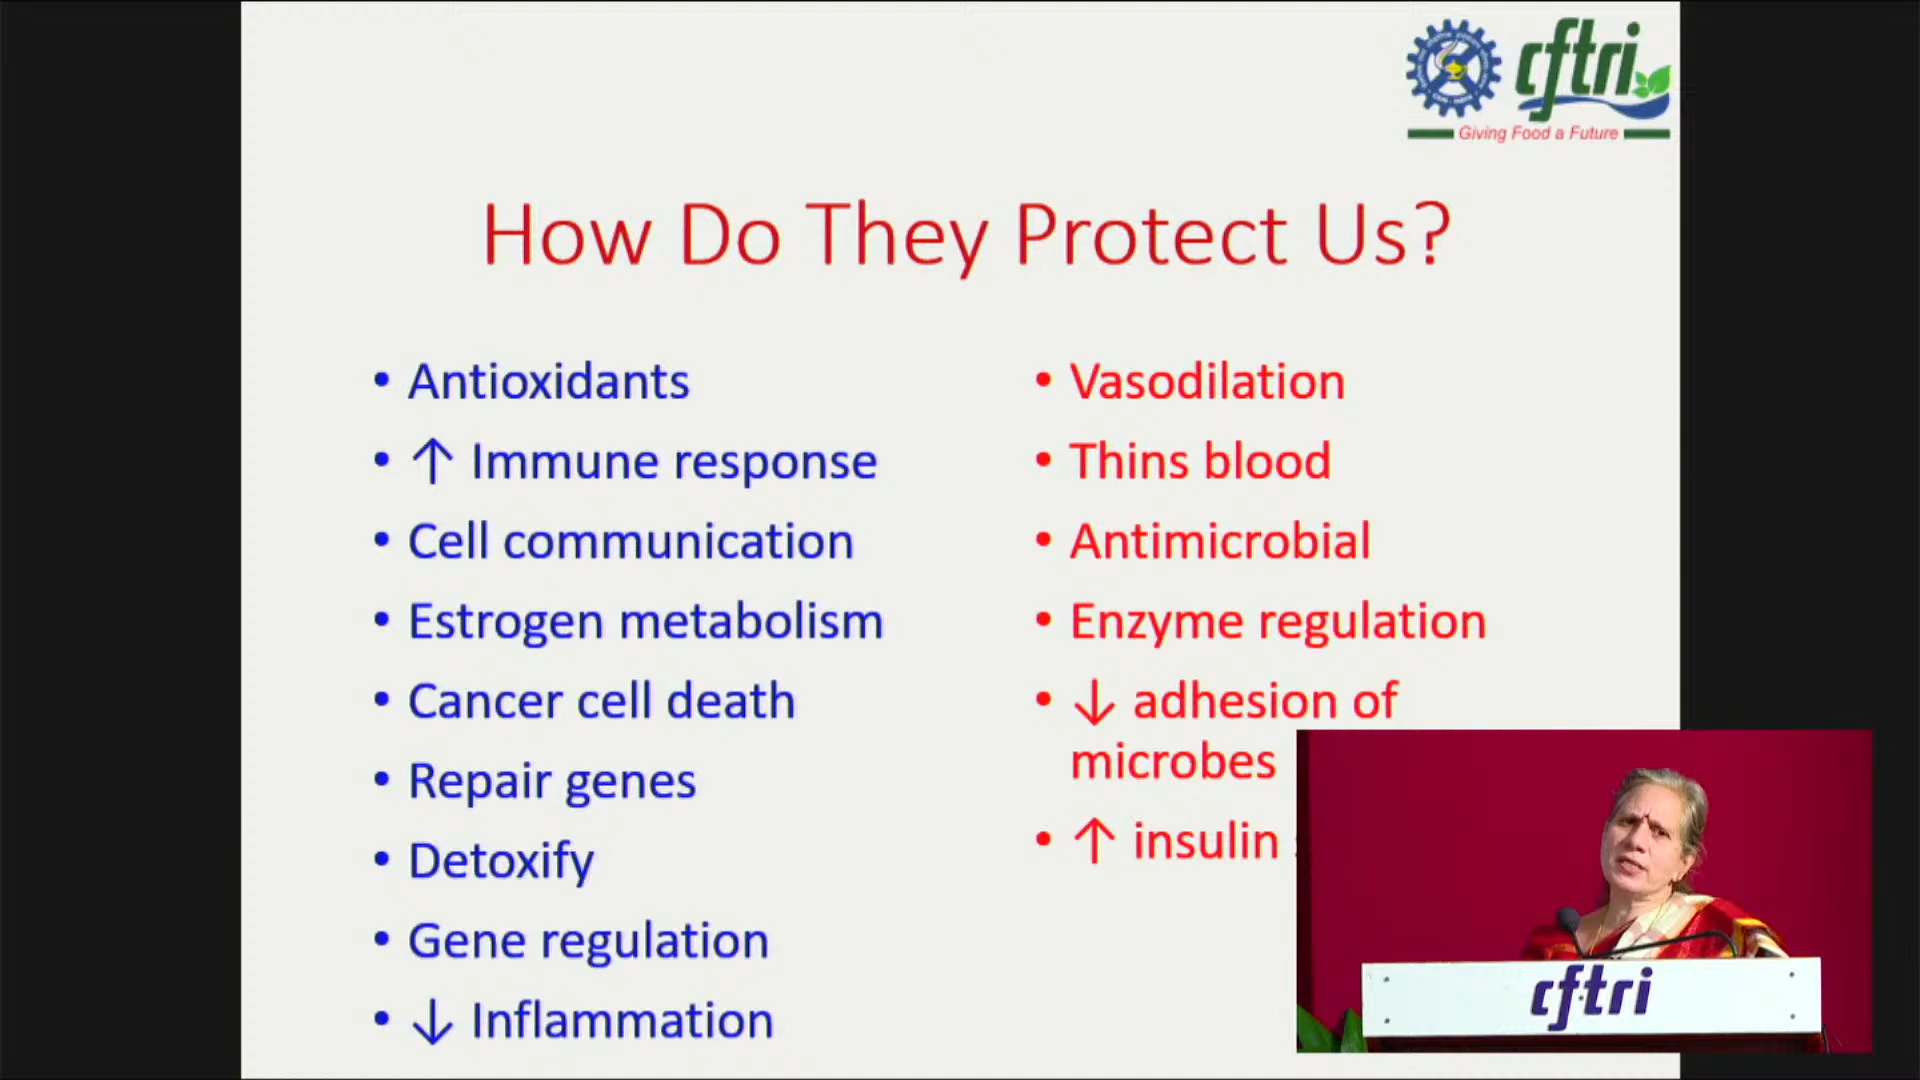 cftri
Giving Food a Future
How Do They Protect Us?
• Antioxidants
• ↑ Immune response
• Cell communication
• Estrogen metabolism
• Cancer cell death
• Repair genes
• Detoxify
• Gene regulation
• ↓ Inflammation
• Vasodilation
• Thins blood
• Antimicrobial
• Enzyme regulation
• ↓ adhesion of
microbes
• ↑ insulin
cftri